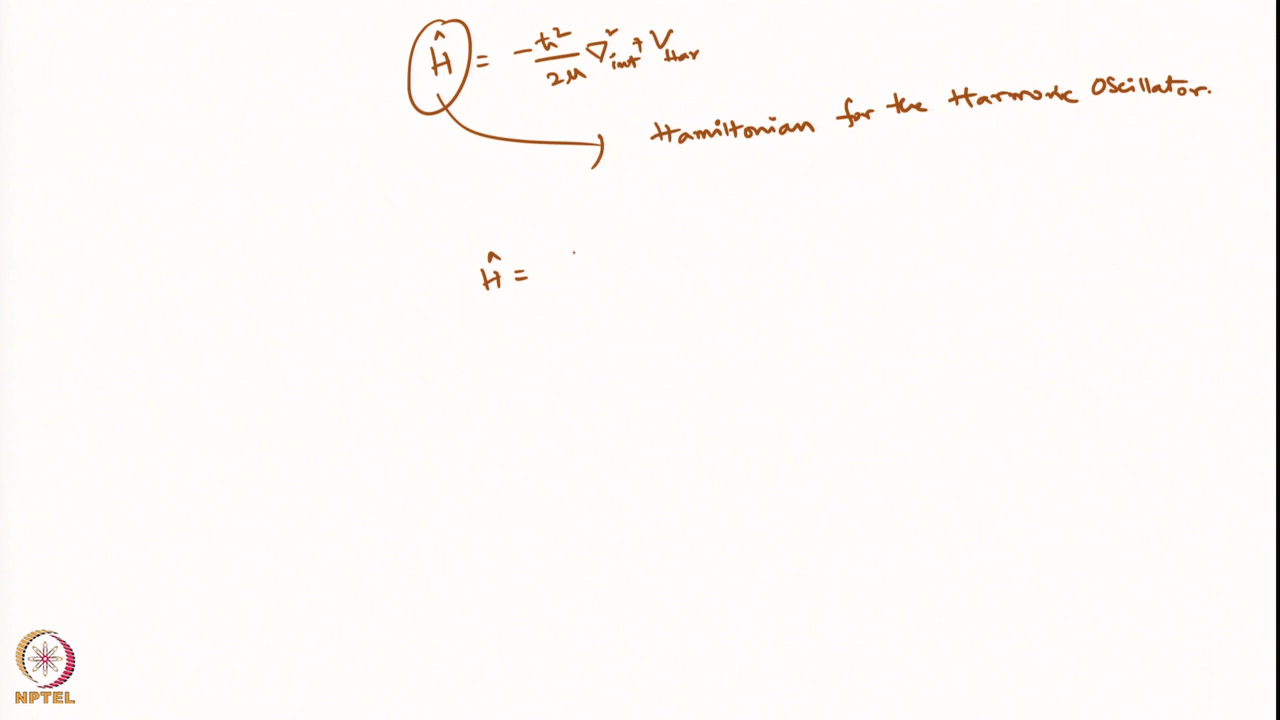 Ĥ = -ħ²/2μ ∇²int + VHar
Hamiltonian for the Harmonic Oscillator.
Ĥ =
NPTEL